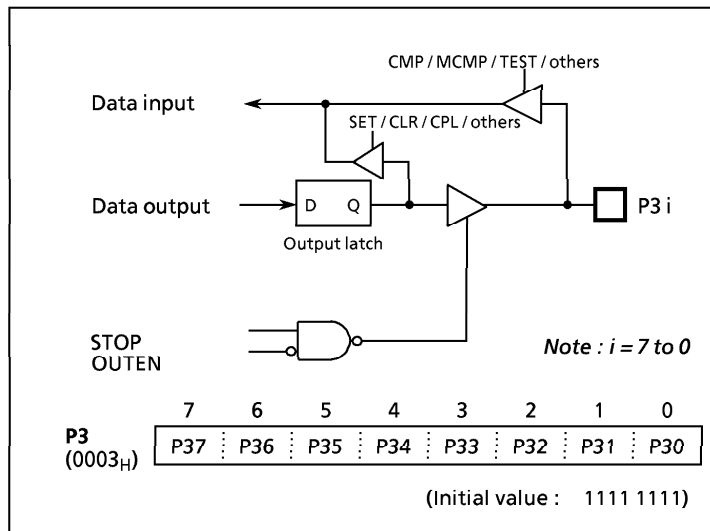 CMP / MCMP / TEST / others
Data input
SET / CLR / CPL / others
Data output
D Q
P3 i
Output latch
STOP
OUTEN
Note : i = 7 to 0
7 6 5 4 3 2 1 0
P3
(0003H)
P37 P36 P35 P34 P33 P32 P31 P30
(Initial value : 1111 1111)